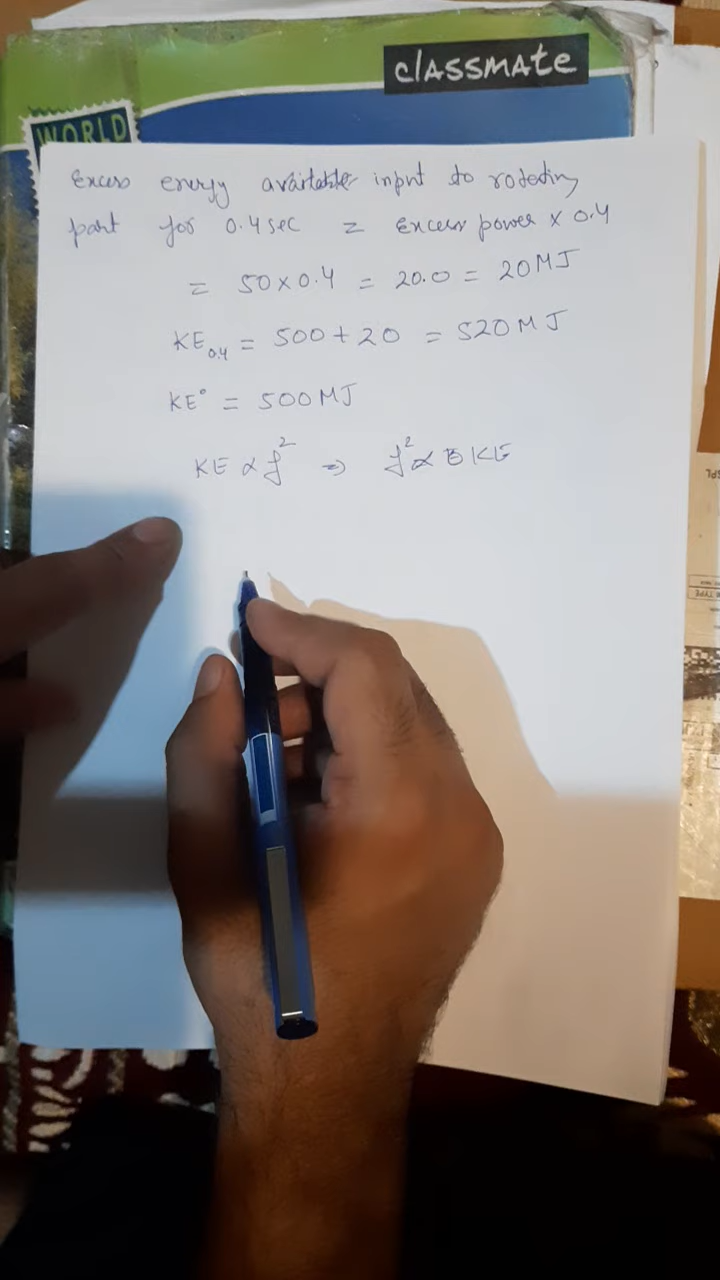 classmate
WORLD
Excess energy available input to rotating
part for 0.4 sec = excess power × 0.4
= 50 × 0.4 = 20.0 = 20 MJ
KE0.4 = 500 + 20 = 520 MJ
KE° = 500 MJ
KE ∝ f² ⇒ f² ∝ KE